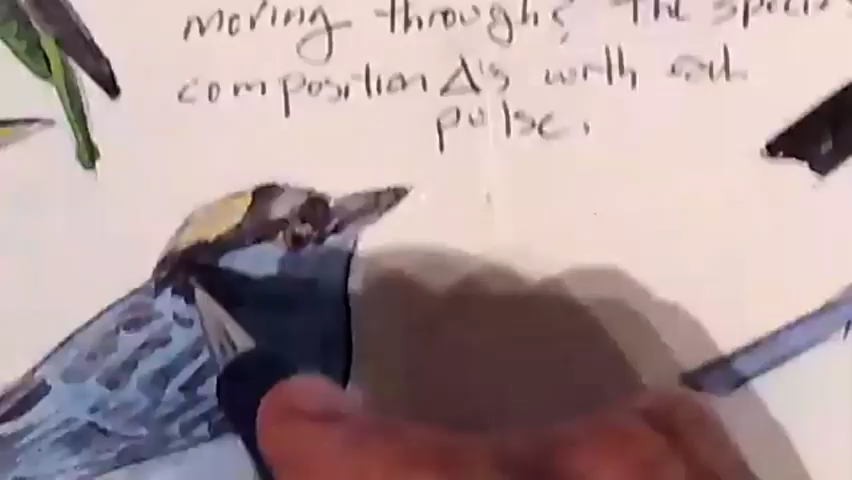 moving through; The species
composition Δ's with each
pulse.